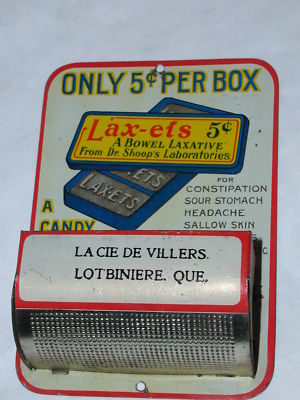 ONLY 5¢ PER BOX
Lax-ets 5¢
A BOWEL LAXATIVE
From Dr. Shoop's Laboratories.
LAXETS
FOR
CONSTIPATION
SOUR STOMACH
HEADACHE
SALLOW SKIN
A
CANDY
LA CIE DE VILLERS.
LOTBINIERE. QUE.